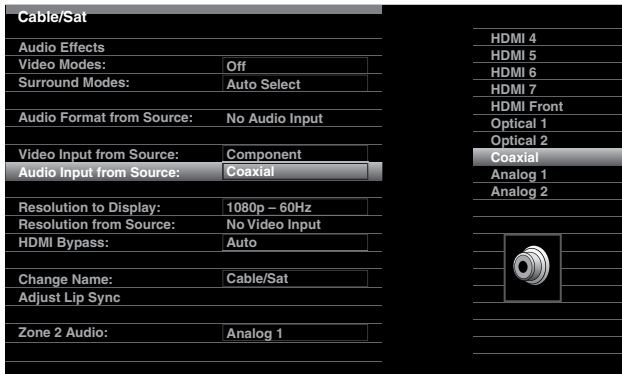 Cable/Sat
Audio Effects
Video Modes: Off
Surround Modes: Auto Select
Audio Format from Source: No Audio Input
Video Input from Source: Component
Audio Input from Source: Coaxial
Resolution to Display: 1080p – 60Hz
Resolution from Source: No Video Input
HDMI Bypass: Auto
Change Name: Cable/Sat
Adjust Lip Sync
Zone 2 Audio: Analog 1
HDMI 4
HDMI 5
HDMI 6
HDMI 7
HDMI Front
Optical 1
Optical 2
Coaxial
Analog 1
Analog 2